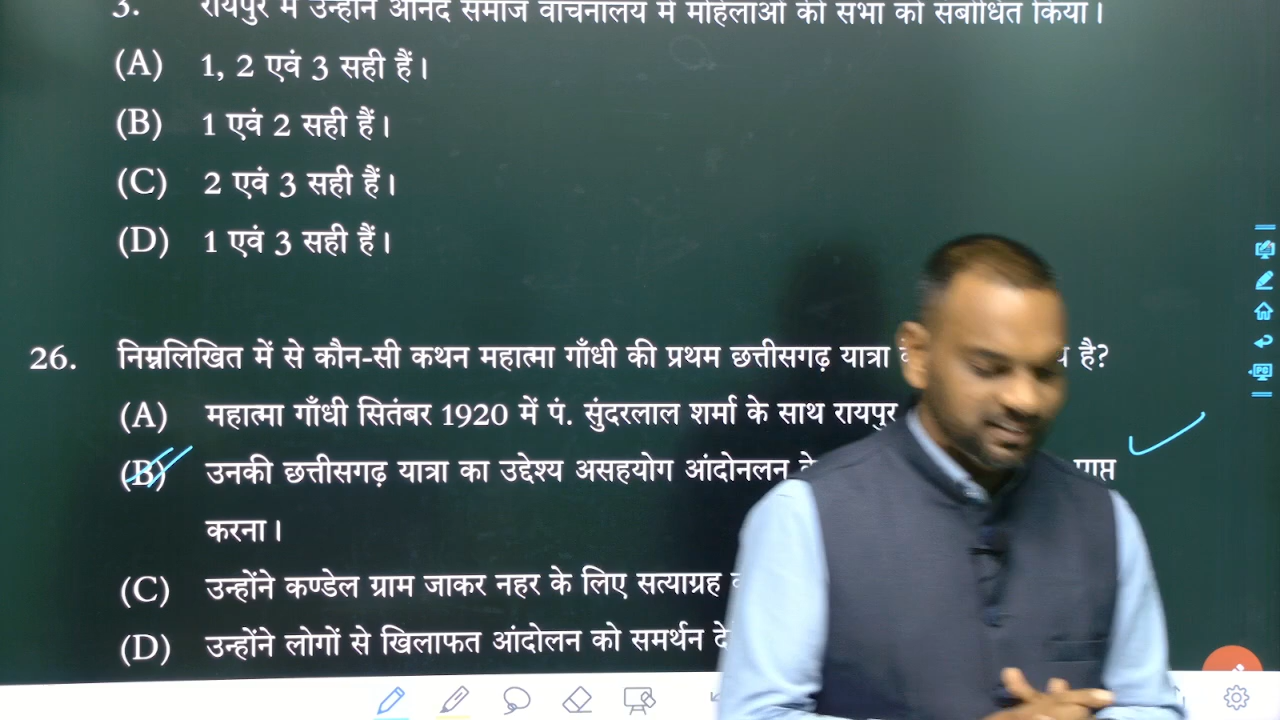 3. रायपुर में उन्होंने आनंद समाज वाचनालय में महिलाओं की सभा को संबोधित किया।
(A) 1, 2 एवं 3 सही हैं।
(B) 1 एवं 2 सही हैं।
(C) 2 एवं 3 सही हैं।
(D) 1 एवं 3 सही हैं।
26. निम्नलिखित में से कौन-सी कथन महात्मा गाँधी की प्रथम छत्तीसगढ़ यात्रा है?
(A) महात्मा गाँधी सितंबर 1920 में पं. सुंदरलाल शर्मा के साथ रायपुर
(B) उनकी छत्तीसगढ़ यात्रा का उद्देश्य असहयोग आंदोनलन
करना।
(C) उन्होंने कण्डेल ग्राम जाकर नहर के लिए सत्याग्रह
(D) उन्होंने लोगों से खिलाफत आंदोलन को समर्थन